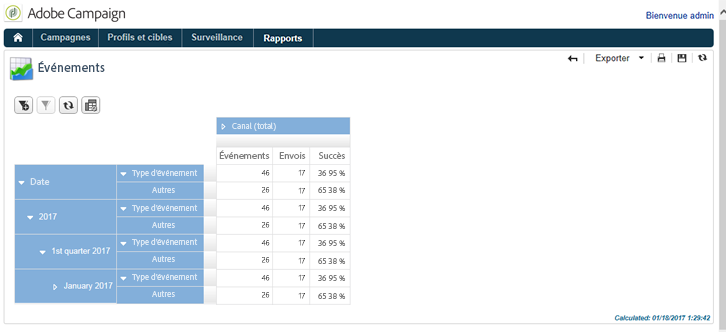 Adobe Campaign
Bienvenue admin
Campagnes Profils et cibles Surveillance Rapports
Exporter
Événements
Canal (total)
Événements Envois Succès
Date Type d'événement 46 17 36 95 %
Autres 26 17 65 38 %
2017 Type d'événement 46 17 36 95 %
Autres 26 17 65 38 %
1st quarter 2017 Type d'événement 46 17 36 95 %
Autres 26 17 65 38 %
January 2017 Type d'événement 46 17 36 95 %
Autres 26 17 65 38 %
Calculated: 01/18/2017 1:29:42